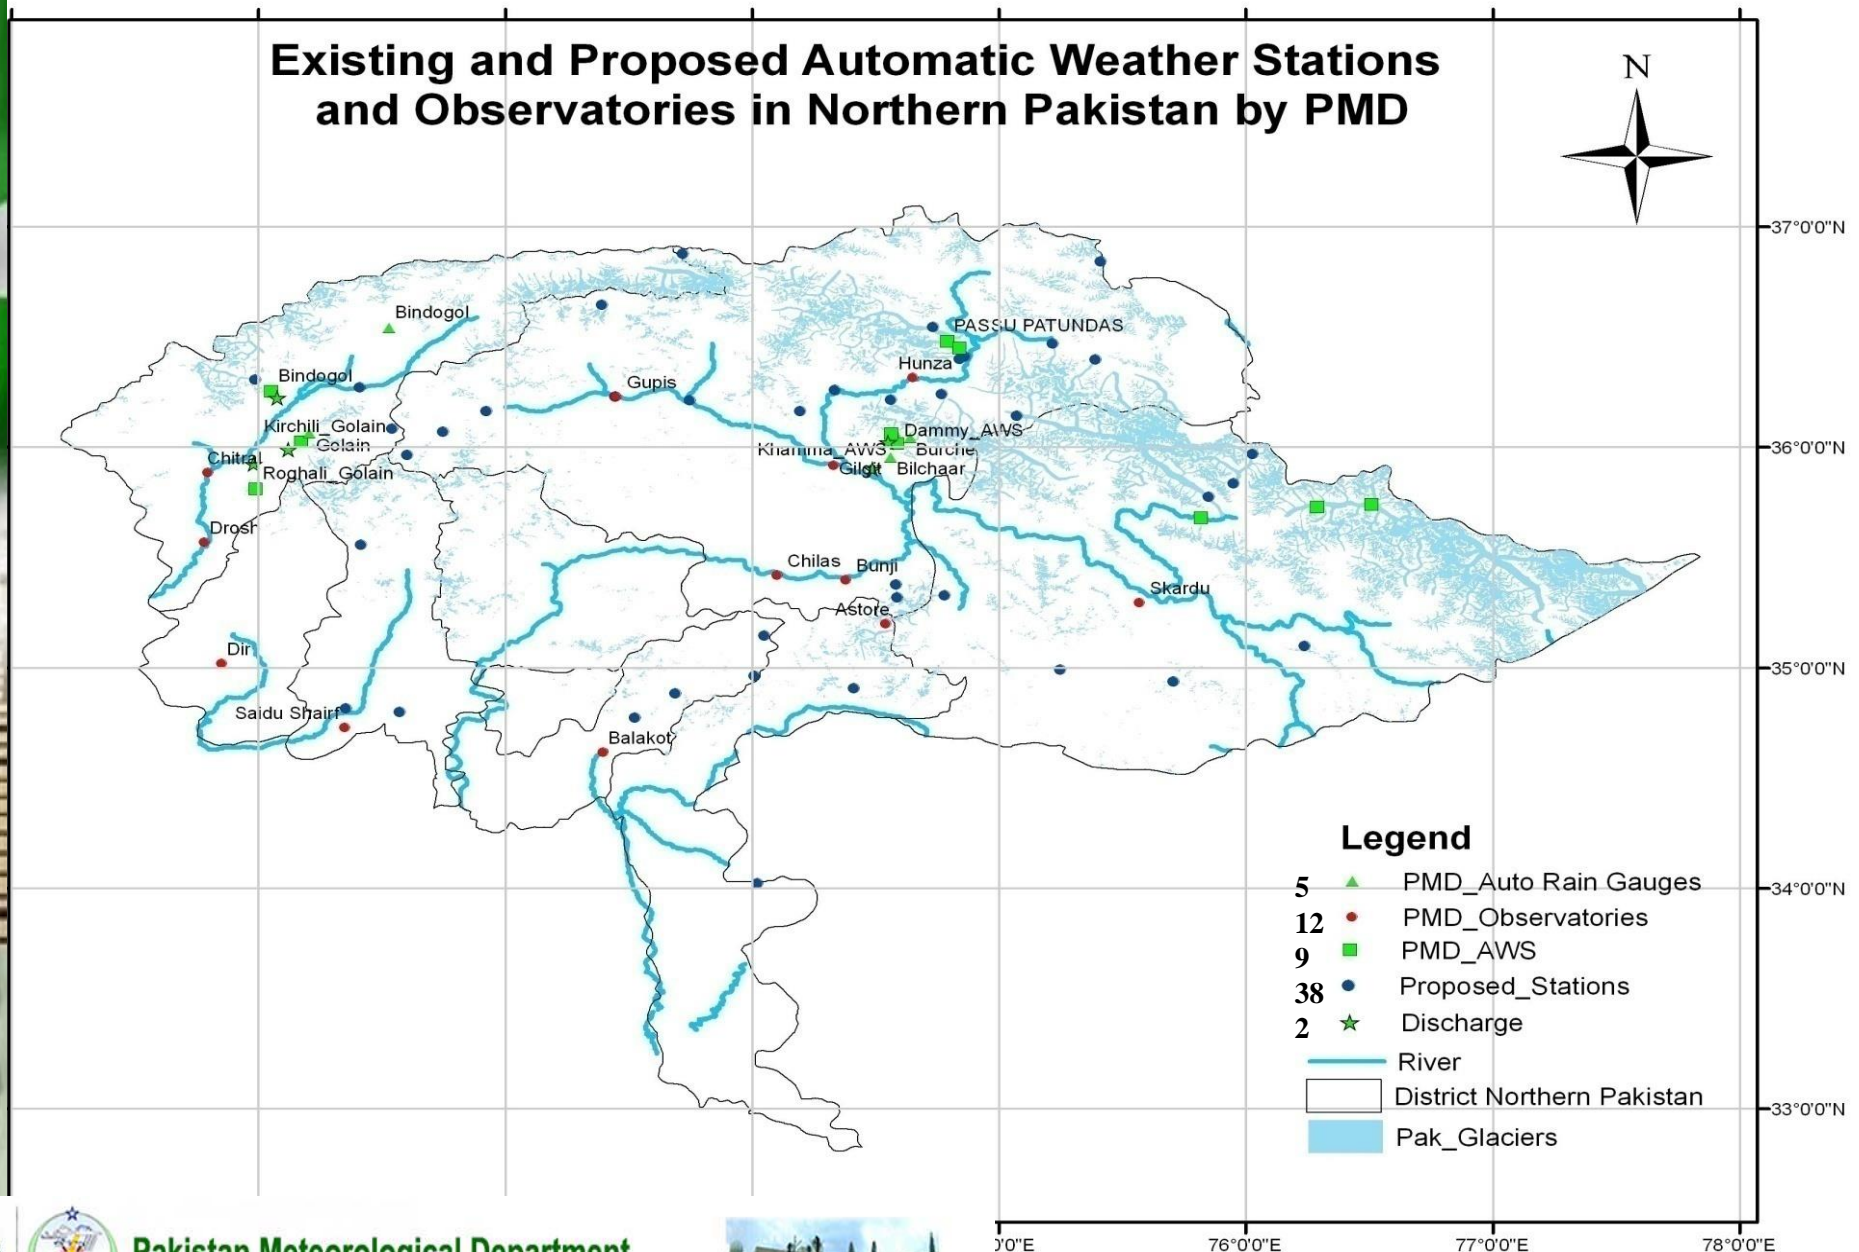 Existing and Proposed Automatic Weather Stations
and Observatories in Northern Pakistan by PMD
N
37°0'0"N
Bindogol
PASSU PATUNDAS
Hunza
Bindogol
Gupis
Kirchili_Golain
Golain
Dammy_AWS
36°0'0"N
Khamma_AWS
Burche
Chitral
Roghali_Golain
Gilgit
Bilchaar
Drosh
Chilas
Bunji
Skardu
Astore
Dir
35°0'0"N
Saidu Shairf
Balakot
Legend
5 PMD_Auto Rain Gauges
34°0'0"N
12 PMD_Observatories
9 PMD_AWS
38 Proposed_Stations
2 Discharge
River
District Northern Pakistan
33°0'0"N
Pak_Glaciers
Pakistan Meteorological Department
0'0"E
76°0'0"E
77°0'0"E
78°0'0"E